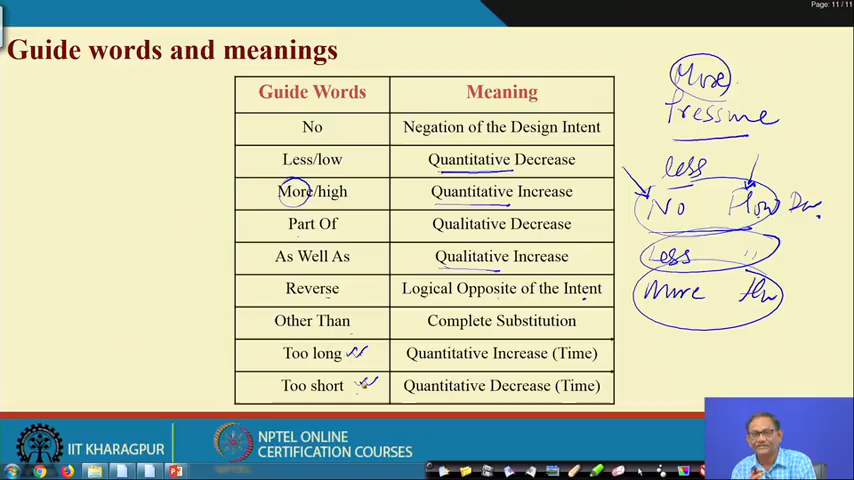 Page: 11 / 11
Guide words and meanings
Guide Words Meaning
No Negation of the Design Intent
Less/low Quantitative Decrease
More/high Quantitative Increase
Part Of Qualitative Decrease
As Well As Qualitative Increase
Reverse Logical Opposite of the Intent
Other Than Complete Substitution
Too long Quantitative Increase (Time)
Too short Quantitative Decrease (Time)
More
Pressure
less
No Flow
Less "
More
IIT KHARAGPUR
NPTEL ONLINE
CERTIFICATION COURSES